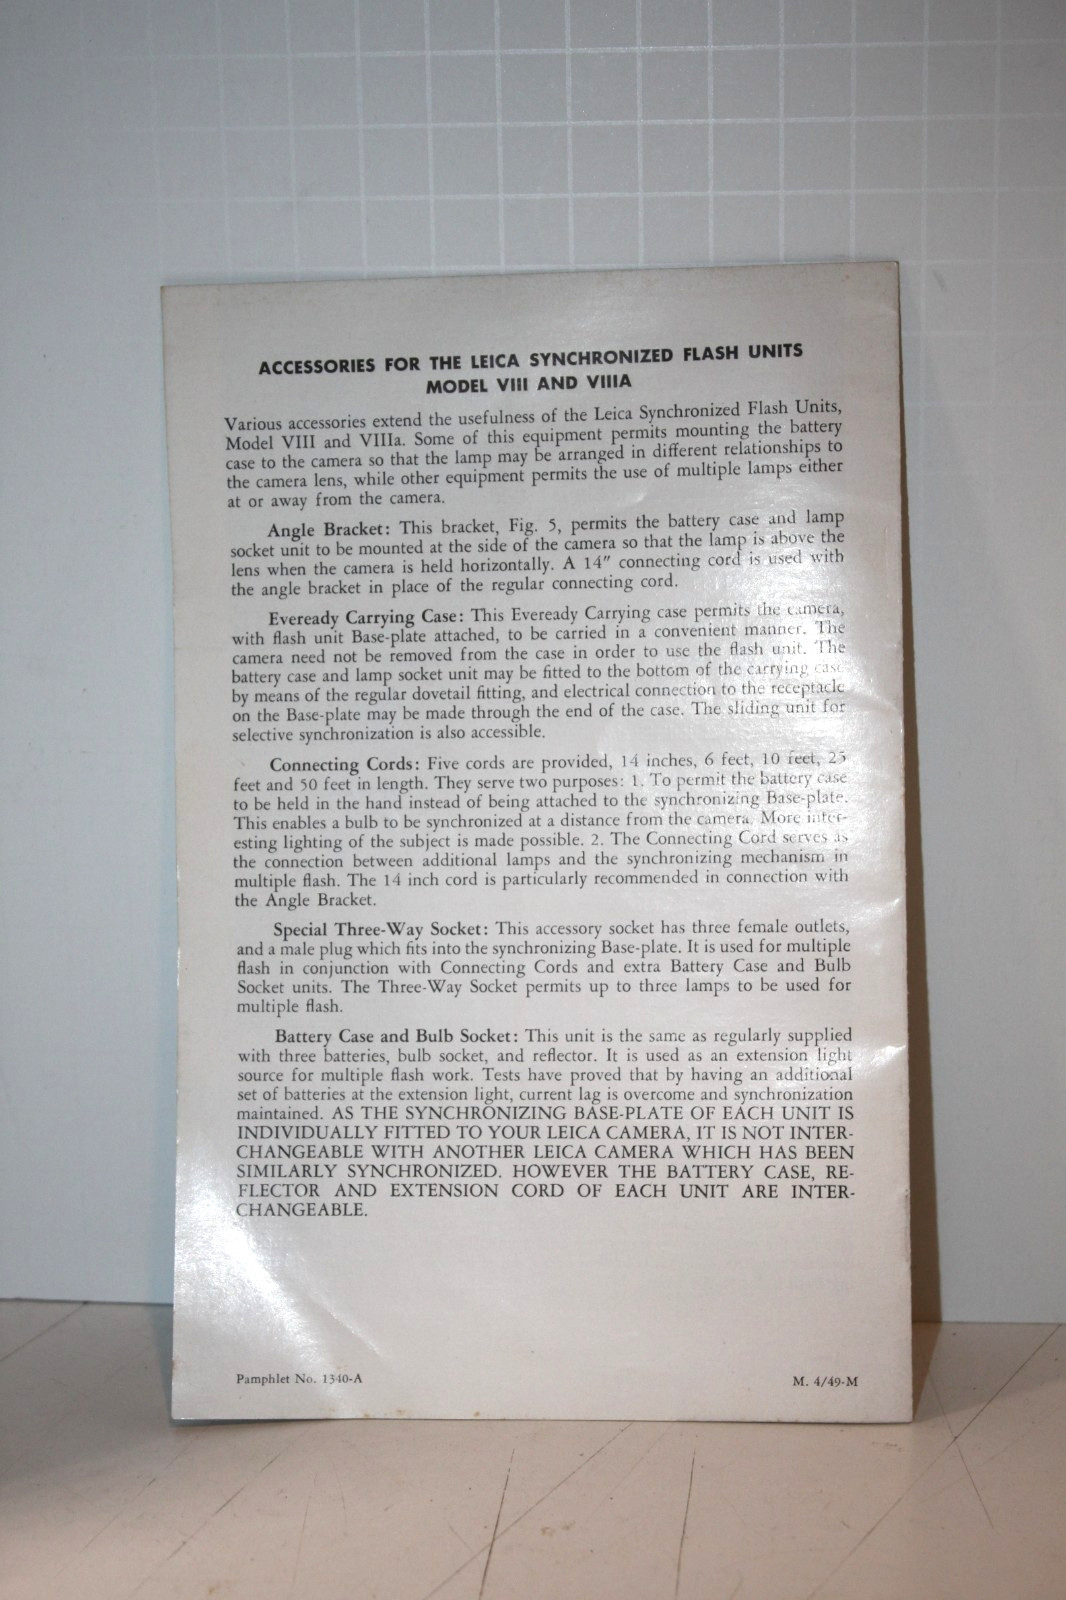 ACCESSORIES FOR THE LEICA SYNCHRONIZED FLASH UNITS
MODEL VIII AND VIIIA
Various accessories extend the usefulness of the Leica Synchronized Flash Units,
Model VIII and VIIIa. Some of this equipment permits mounting the battery
case to the camera so that the lamp may be arranged in different relationships to
the camera lens, while other equipment permits the use of multiple lamps either
at or away from the camera.
Angle Bracket: This bracket, Fig. 5, permits the battery case and lamp
socket unit to be mounted at the side of the camera so that the lamp is above the
lens when the camera is held horizontally. A 14" connecting cord is used with
the angle bracket in place of the regular connecting cord.
Eveready Carrying Case: This Eveready Carrying case permits the camera,
with flash unit Base-plate attached, to be carried in a convenient manner. The
camera need not be removed from the case in order to use the flash unit. The
battery case and lamp socket unit may be fitted to the bottom of the carrying case
by means of the regular dovetail fitting, and electrical connection to the receptacle
on the Base-plate may be made through the end of the case. The sliding unit for
selective synchronization is also accessible.
Connecting Cords: Five cords are provided, 14 inches, 6 feet, 10 feet, 25
feet and 50 feet in length. They serve two purposes: 1. To permit the battery case
to be held in the hand instead of being attached to the synchronizing Base-plate.
This enables a bulb to be synchronized at a distance from the camera. More inter-
esting lighting of the subject is made possible. 2. The Connecting Cord serves as
the connection between additional lamps and the synchronizing mechanism in
multiple flash. The 14 inch cord is particularly recommended in connection with
the Angle Bracket.
Special Three-Way Socket: This accessory socket has three female outlets,
and a male plug which fits into the synchronizing Base-plate. It is used for multiple
flash in conjunction with Connecting Cords and extra Battery Case and Bulb
Socket units. The Three-Way Socket permits up to three lamps to be used for
multiple flash.
Battery Case and Bulb Socket: This unit is the same as regularly supplied
with three batteries, bulb socket, and reflector. It is used as an extension light
source for multiple flash work. Tests have proved that by having an additional
set of batteries at the extension light, current lag is overcome and synchronization
maintained. AS THE SYNCHRONIZING BASE-PLATE OF EACH UNIT IS
INDIVIDUALLY FITTED TO YOUR LEICA CAMERA, IT IS NOT INTER-
CHANGEABLE WITH ANOTHER LEICA CAMERA WHICH HAS BEEN
SIMILARLY SYNCHRONIZED. HOWEVER THE BATTERY CASE, RE-
FLECTOR AND EXTENSION CORD OF EACH UNIT ARE INTER-
CHANGEABLE.
Pamphlet No. 1340-A
M. 4/49-M